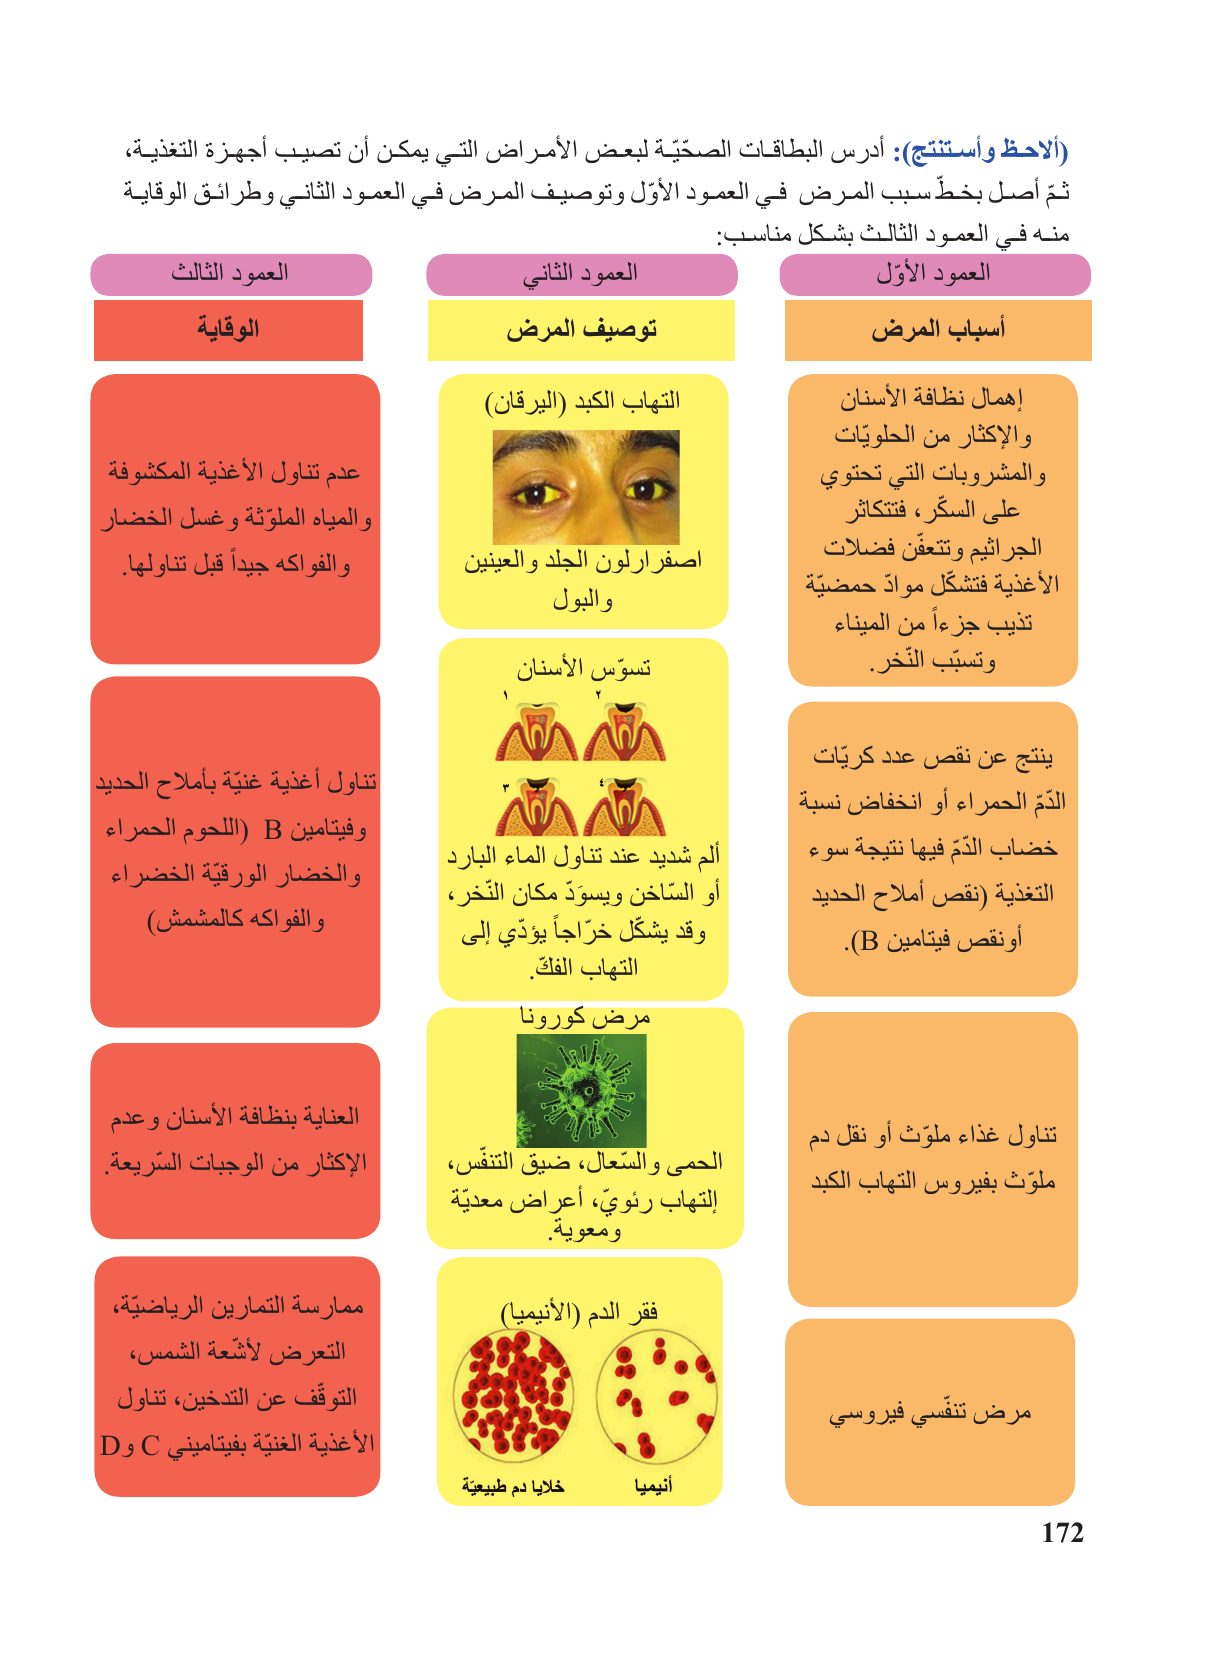 (ألاحظ وأستنتج): أدرس البطاقات الصحّيّة لبعض الأمراض التي يمكن أن تصيب أجهزة التغذية،
ثمّ أصل بخطّ سبب المرض في العمود الأوّل وتوصيف المرض في العمود الثاني وطرائق الوقاية
منه في العمود الثالث بشكل مناسب:
العمود الأوّل
أسباب المرض
إهمال نظافة الأسنان
والإكثار من الحلويّات
والمشروبات التي تحتوي
على السكّر، فتتكاثر
الجراثيم وتتعفّن فضلات
الأغذية فتشكّل موادّ حمضيّة
تذيب جزءاً من الميناء
وتسبّب النّخر.
ينتج عن نقص عدد كريّات
الدّمّ الحمراء أو انخفاض نسبة
خضاب الدّمّ فيها نتيجة سوء
التغذية (نقص أملاح الحديد
أونقص فيتامين B).
تناول غذاء ملوّث أو نقل دم
ملوّث بفيروس التهاب الكبد
مرض تنفّسي فيروسي
العمود الثاني
توصيف المرض
التهاب الكبد (اليرقان)
اصفرارلون الجلد والعينين
والبول
تسوّس الأسنان
١ ٢
٣ ٤
ألم شديد عند تناول الماء البارد
أو السّاخن ويسوَدّ مكان النّخر،
وقد يشكّل خرّاجاً يؤدّي إلى
التهاب الفكّ.
مرض كورونا
الحمى والسّعال، ضيق التنفّس،
إلتهاب رئويّ، أعراض معديّة
ومعوية.
فقر الدم (الأنيميا)
أنيميا
خلايا دم طبيعيّة
العمود الثالث
الوقاية
عدم تناول الأغذية المكشوفة
والمياه الملوّثة وغسل الخضار
والفواكه جيداً قبل تناولها.
تناول أغذية غنيّة بأملاح الحديد
وفيتامين B (اللحوم الحمراء
والخضار الورقيّة الخضراء
والفواكه كالمشمش)
العناية بنظافة الأسنان وعدم
الإكثار من الوجبات السّريعة.
ممارسة التمارين الرياضيّة،
التعرض لأشّعة الشمس،
التوقّف عن التدخين، تناول
الأغذية الغنيّة بفيتاميني C وD
172